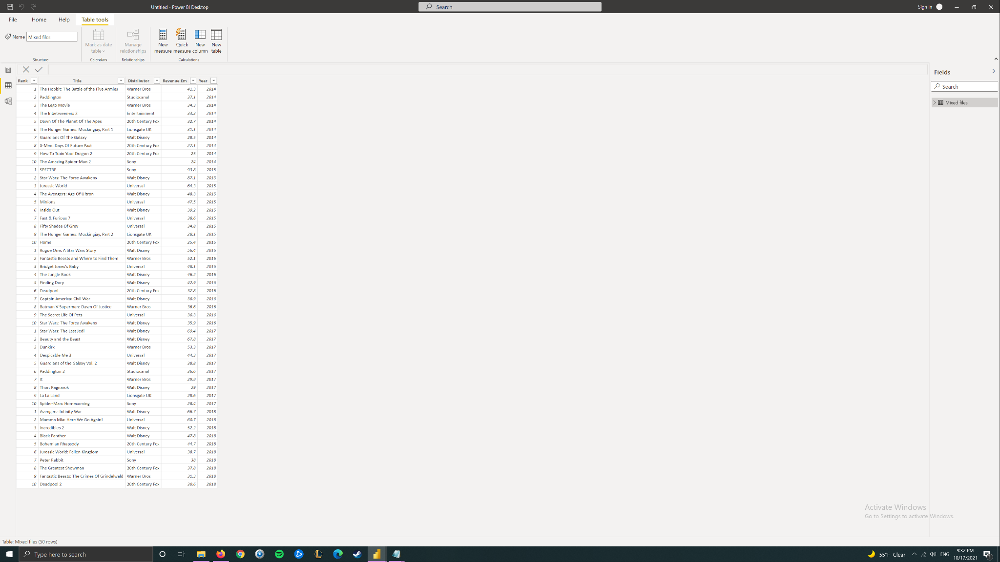 Untitled - Power BI Desktop
Search
Sign in
File Home Help Table tools
Name Mixed files
Mark as date table
Manage relationships
New measure
Quick measure
New column
New table
Structure Calendars Relationships Calculations
Rank Title Distributor Revenue £m Year
1 The Hobbit: The Battle of the Five Armies Warner Bros 41.3 2014
2 Paddington Studiocanal 37.1 2014
3 The Lego Movie Warner Bros 34.3 2014
4 The Inbetweeners 2 Entertainment 33.3 2014
5 Dawn Of The Planet Of The Apes 20th Century Fox 32.7 2014
6 The Hunger Games: Mockingjay, Part 1 Lionsgate UK 31.1 2014
7 Guardians Of The Galaxy Walt Disney 28.5 2014
8 X-Men: Days Of Future Past 20th Century Fox 27.1 2014
9 How To Train Your Dragon 2 20th Century Fox 25 2014
10 The Amazing Spider-Man 2 Sony 24 2014
1 SPECTRE Sony 93.8 2015
2 Star Wars: The Force Awakens Walt Disney 87.1 2015
3 Jurassic World Universal 64.3 2015
4 The Avengers: Age Of Ultron Walt Disney 48.3 2015
5 Minions Universal 47.5 2015
6 Inside Out Walt Disney 39.2 2015
7 Fast & Furious 7 Universal 38.6 2015
8 Fifty Shades Of Grey Universal 34.8 2015
9 The Hunger Games: Mockingjay, Part 2 Lionsgate UK 28.1 2015
10 Home 20th Century Fox 25.4 2015
1 Rogue One: A Star Wars Story Walt Disney 56.4 2016
2 Fantastic Beasts and Where to Find Them Warner Bros 52.1 2016
3 Bridget Jones's Baby Universal 48.1 2016
4 The Jungle Book Walt Disney 46.2 2016
5 Finding Dory Walt Disney 42.9 2016
6 Deadpool 20th Century Fox 37.8 2016
7 Captain America: Civil War Walt Disney 36.9 2016
8 Batman V Superman: Dawn Of Justice Warner Bros 36.6 2016
9 The Secret Life Of Pets Universal 36.3 2016
10 Star Wars: The Force Awakens Walt Disney 35.9 2016
1 Star Wars: The Last Jedi Walt Disney 69.4 2017
2 Beauty and the Beast Walt Disney 67.8 2017
3 Dunkirk Warner Bros 53.3 2017
4 Despicable Me 3 Universal 44.3 2017
5 Guardians of the Galaxy Vol. 2 Walt Disney 38.8 2017
6 Paddington 2 Studiocanal 36.6 2017
7 It Warner Bros 29.9 2017
8 Thor: Ragnarok Walt Disney 29 2017
9 La La Land Lionsgate UK 28.6 2017
10 Spider-Man: Homecoming Sony 28.4 2017
1 Avengers: Infinity War Walt Disney 66.7 2018
2 Mamma Mia: Here We Go Again! Universal 60.7 2018
3 Incredibles 2 Walt Disney 52.2 2018
4 Black Panther Walt Disney 47.8 2018
5 Bohemian Rhapsody 20th Century Fox 44.7 2018
6 Jurassic World: Fallen Kingdom Universal 38.7 2018
7 Peter Rabbit Sony 38 2018
8 The Greatest Showman 20th Century Fox 37.8 2018
9 Fantastic Beasts: The Crimes Of Grindelwald Warner Bros 31.3 2018
10 Deadpool 2 20th Century Fox 30.6 2018
Fields
Search
Mixed files
Activate Windows
Go to Settings to activate Windows.
Table: Mixed files (50 rows)
Type here to search
55°F Clear
ENG
9:32 PM
10/17/2021
1